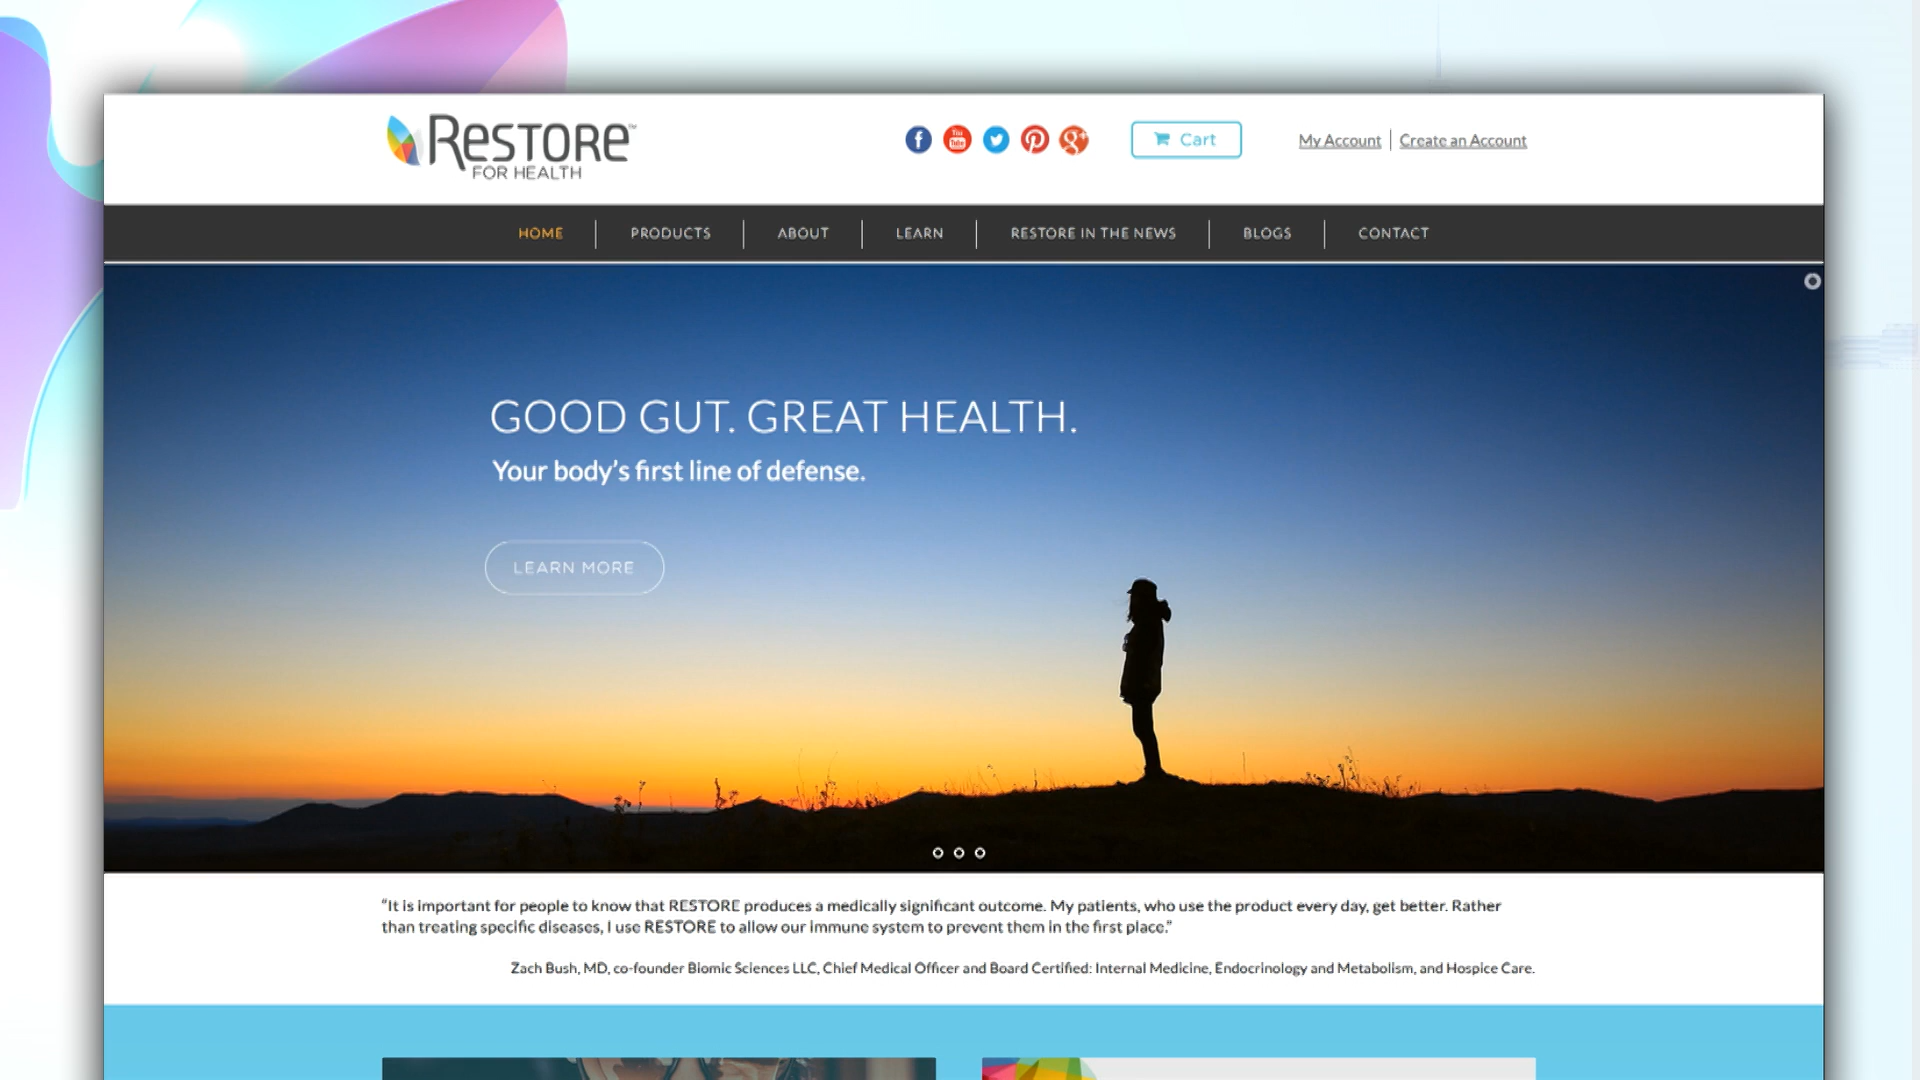 RESTORE™
FOR HEALTH
You
Tube
Cart
My Account
Create an Account
HOME
PRODUCTS
ABOUT
LEARN
RESTORE IN THE NEWS
BLOGS
CONTACT
GOOD GUT. GREAT HEALTH.
Your body's first line of defense.
LEARN MORE
“It is important for people to know that RESTORE produces a medically significant outcome. My patients, who use the product every day, get better. Rather
than treating specific diseases, I use RESTORE to allow our immune system to prevent them in the first place.”
Zach Bush, MD, co-founder Biomic Sciences LLC, Chief Medical Officer and Board Certified: Internal Medicine, Endocrinology and Metabolism, and Hospice Care.